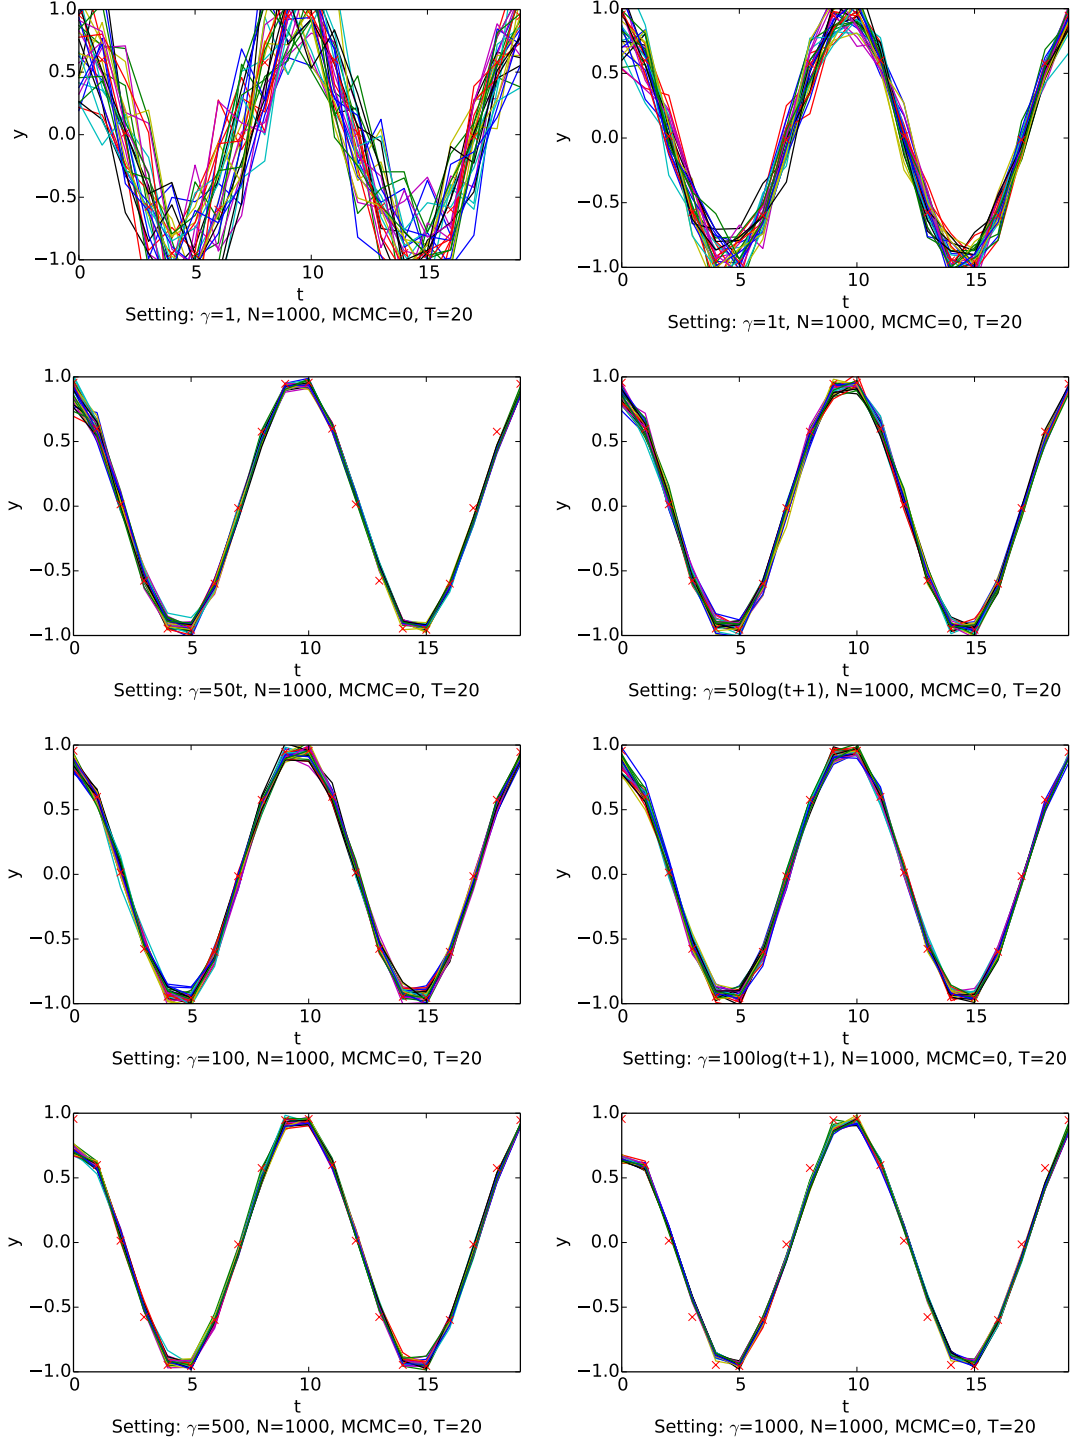 1.0
0.5
0.0
−0.5
−1.0
y
0 5 10 15
t
Setting: γ=1, N=1000, MCMC=0, T=20
1.0
0.5
0.0
−0.5
−1.0
y
0 5 10 15
t
Setting: γ=1t, N=1000, MCMC=0, T=20
1.0
0.5
0.0
−0.5
−1.0
y
0 5 10 15
t
Setting: γ=50t, N=1000, MCMC=0, T=20
1.0
0.5
0.0
−0.5
−1.0
y
0 5 10 15
t
Setting: γ=50log(t+1), N=1000, MCMC=0, T=20
1.0
0.5
0.0
−0.5
−1.0
y
0 5 10 15
t
Setting: γ=100, N=1000, MCMC=0, T=20
1.0
0.5
0.0
−0.5
−1.0
y
0 5 10 15
t
Setting: γ=100log(t+1), N=1000, MCMC=0, T=20
1.0
0.5
0.0
−0.5
−1.0
y
0 5 10 15
t
Setting: γ=500, N=1000, MCMC=0, T=20
1.0
0.5
0.0
−0.5
−1.0
y
0 5 10 15
t
Setting: γ=1000, N=1000, MCMC=0, T=20